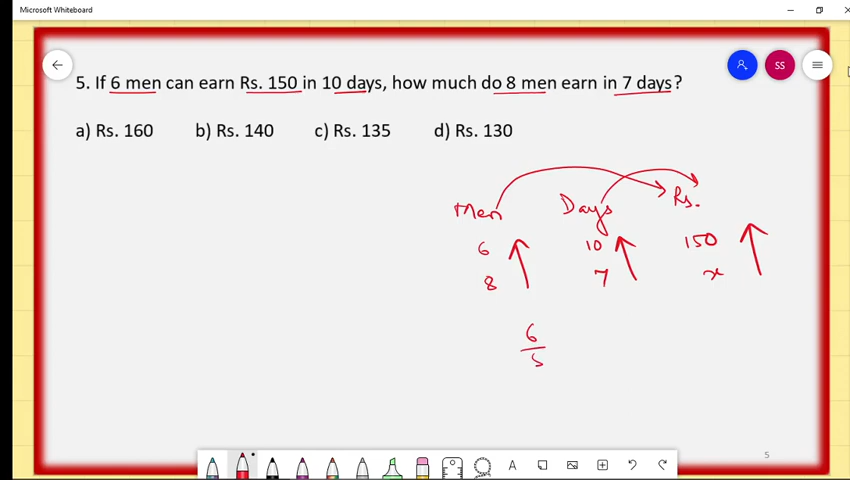 Microsoft Whiteboard
SS
5. If 6 men can earn Rs. 150 in 10 days, how much do 8 men earn in 7 days?
a) Rs. 160 b) Rs. 140 c) Rs. 135 d) Rs. 130
Men Days Rs.
6 10 150
8 7 x
6
5
5
A